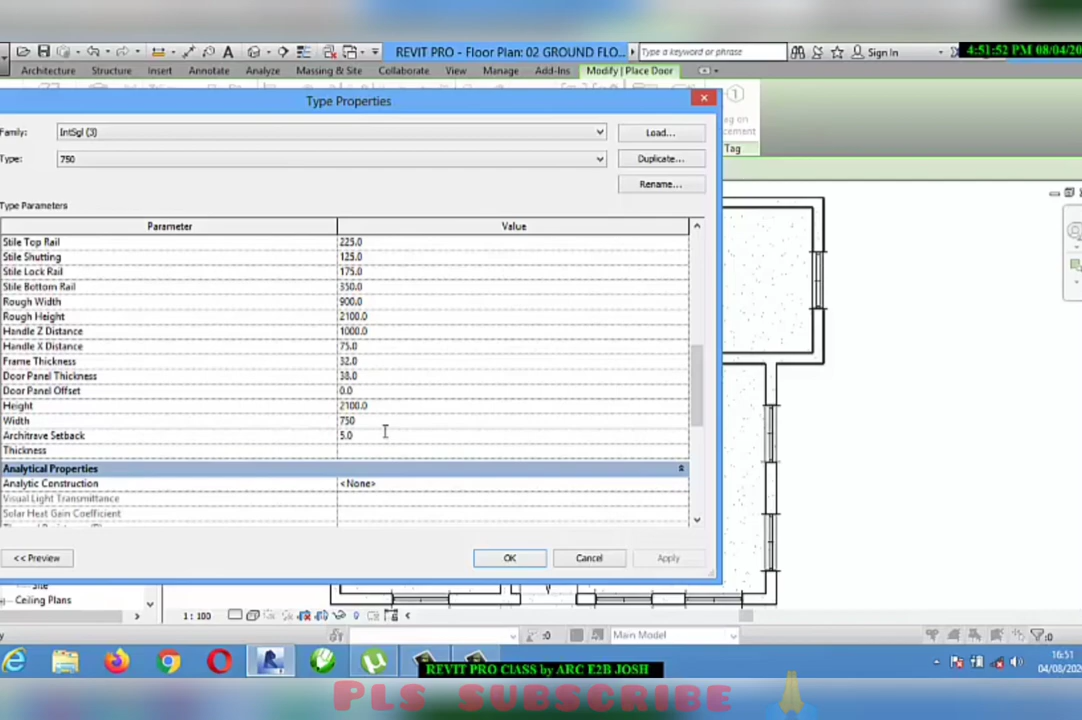 REVIT PRO - Floor Plan: 02 GROUND FLO...
Type a keyword or phrase
Sign In
4:51:52 PM 08/04/20
Architecture
Structure
Insert
Annotate
Analyze
Massing & Site
Collaborate
View
Manage
Add-Ins
Modify | Place Door
Type Properties
Family:
IntSgl (3)
Load...
Type:
750
Duplicate...
Rename...
Tag
Type Parameters
Parameter
Value
Stile Top Rail
225.0
Stile Shutting
125.0
Stile Lock Rail
175.0
Stile Bottom Rail
350.0
Rough Width
900.0
Rough Height
2100.0
Handle Z Distance
1000.0
Handle X Distance
75.0
Frame Thickness
32.0
Door Panel Thickness
38.0
Door Panel Offset
0.0
Height
2100.0
Width
750
Architrave Setback
5.0
Thickness
Analytical Properties
Analytic Construction
<None>
Visual Light Transmittance
Solar Heat Gain Coefficient
<< Preview
OK
Cancel
Apply
Site
Ceiling Plans
1 : 100
:0
Main Model
:0
16:51
04/08/20
REVIT PRO ClASS by ARC E2B JOSH
PLS SUBSCRIBE